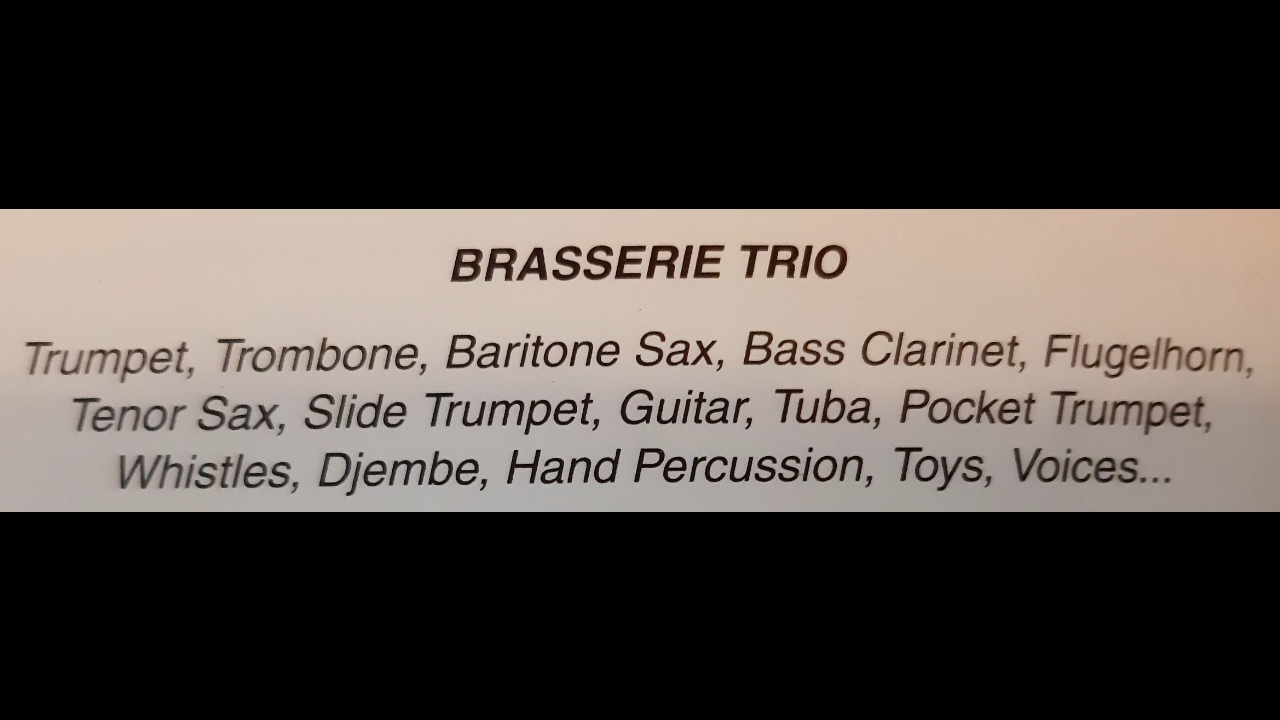 BRASSERIE TRIO
Trumpet, Trombone, Baritone Sax, Bass Clarinet, Flugelhorn,
Tenor Sax, Slide Trumpet, Guitar, Tuba, Pocket Trumpet,
Whistles, Djembe, Hand Percussion, Toys, Voices...